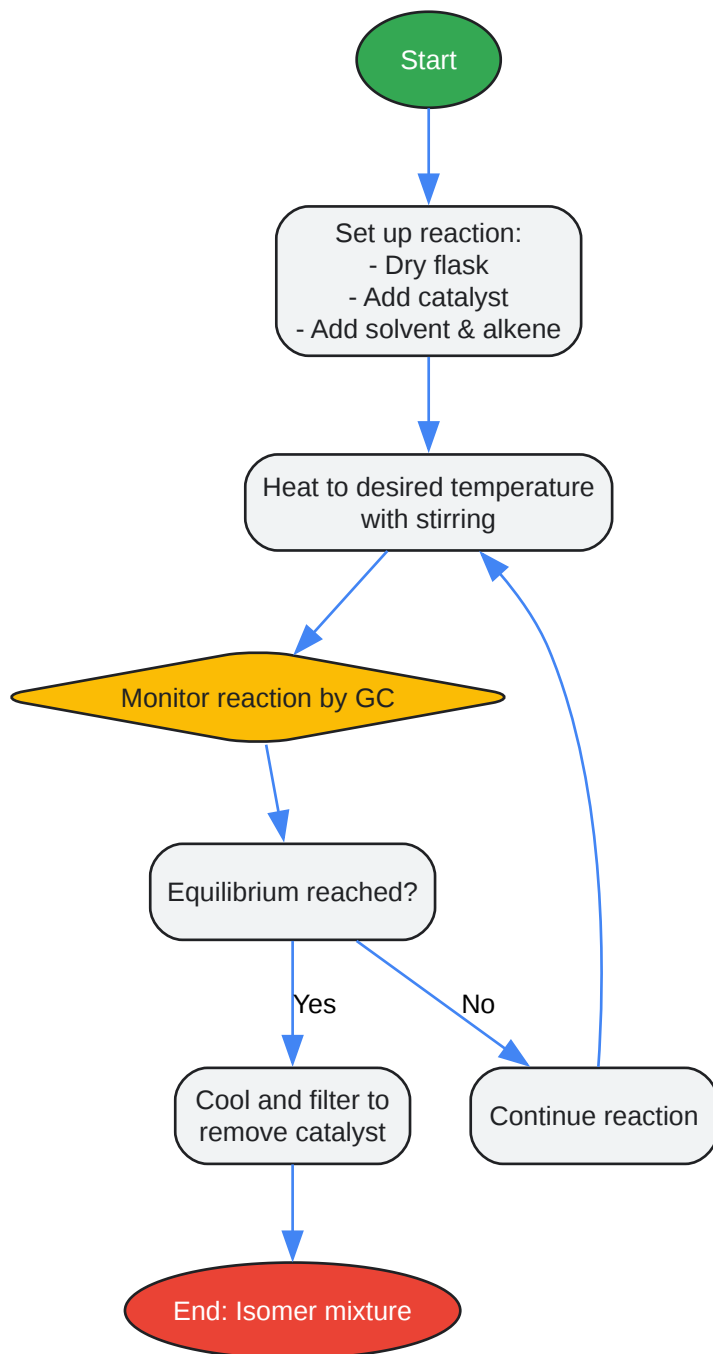 Start
Set up reaction:
- Dry flask
- Add catalyst
- Add solvent & alkene
Heat to desired temperature
with stirring
Monitor reaction by GC
Equilibrium reached?
Yes
No
Cool and filter to
remove catalyst
Continue reaction
End: Isomer mixture